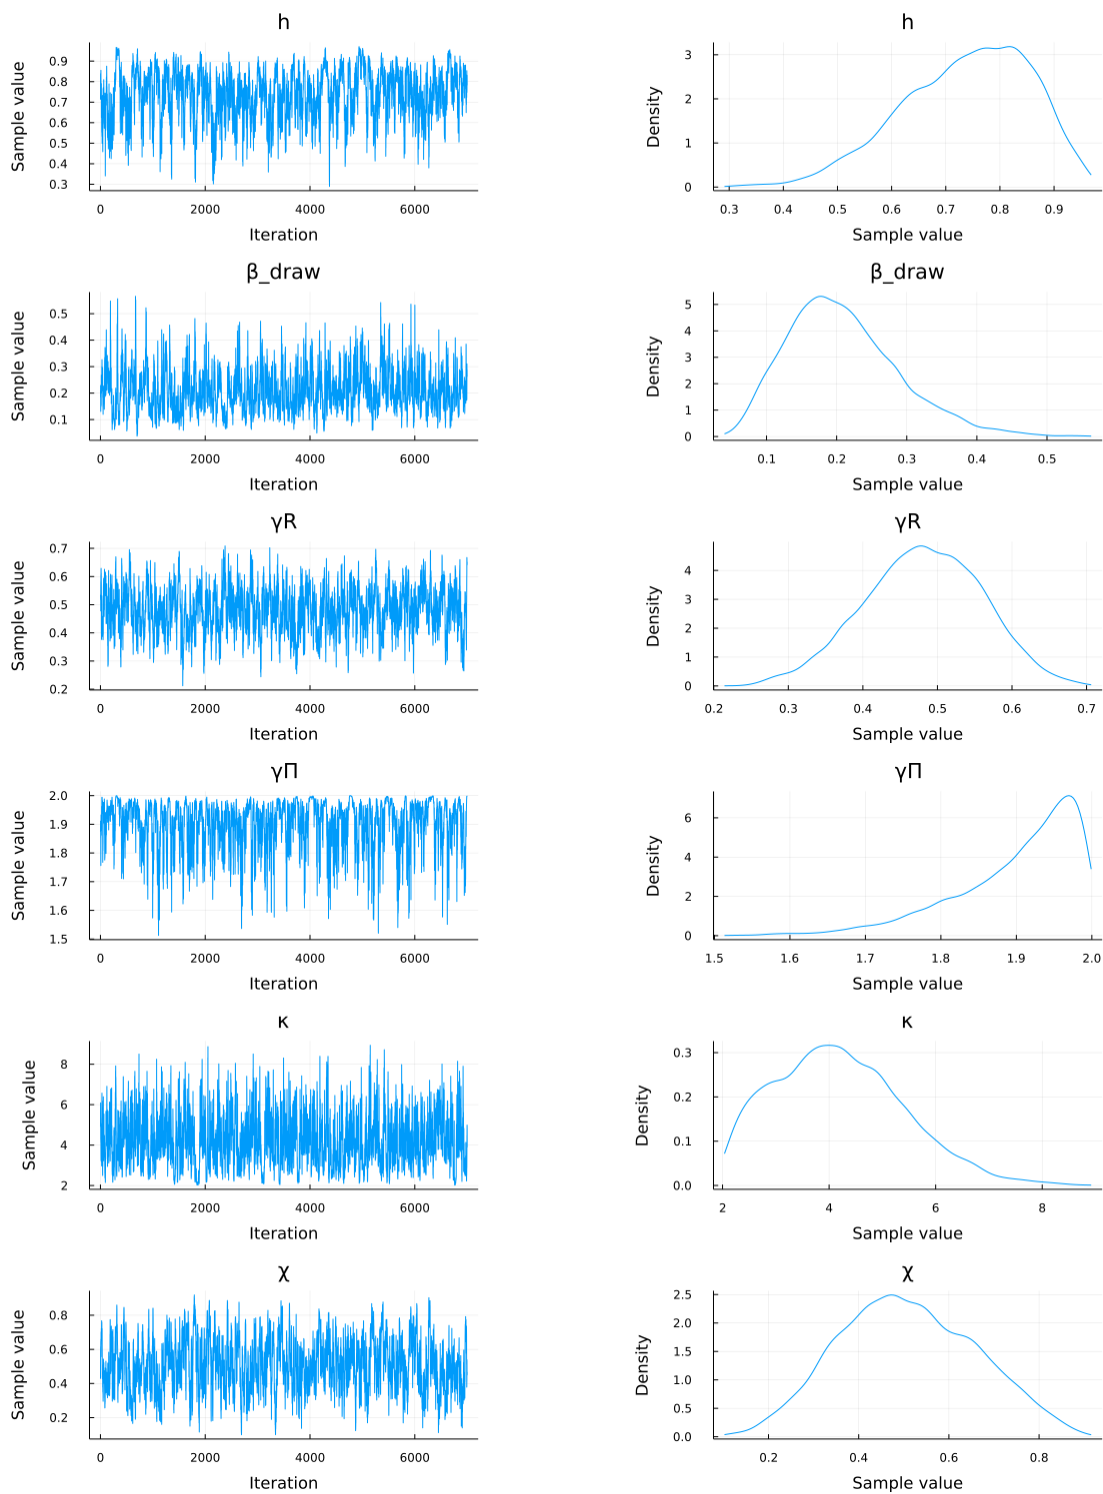 h
h
Sample value
0.9
0.8
0.7
0.6
0.5
0.4
0.3
0 2000 4000 6000
Iteration
Density
3
2
1
0
0.3 0.4 0.5 0.6 0.7 0.8 0.9
Sample value
β_draw
β_draw
Sample value
0.5
0.4
0.3
0.2
0.1
0 2000 4000 6000
Iteration
Density
5
4
3
2
1
0
0.1 0.2 0.3 0.4 0.5
Sample value
γR
γR
Sample value
0.7
0.6
0.5
0.4
0.3
0.2
0 2000 4000 6000
Iteration
Density
4
3
2
1
0
0.2 0.3 0.4 0.5 0.6 0.7
Sample value
γΠ
γΠ
Sample value
2.0
1.9
1.8
1.7
1.6
1.5
0 2000 4000 6000
Iteration
Density
6
4
2
0
1.5 1.6 1.7 1.8 1.9 2.0
Sample value
κ
κ
Sample value
8
6
4
2
0 2000 4000 6000
Iteration
Density
0.3
0.2
0.1
0.0
2 4 6 8
Sample value
χ
χ
Sample value
0.8
0.6
0.4
0.2
0 2000 4000 6000
Iteration
Density
2.5
2.0
1.5
1.0
0.5
0.0
0.2 0.4 0.6 0.8
Sample value